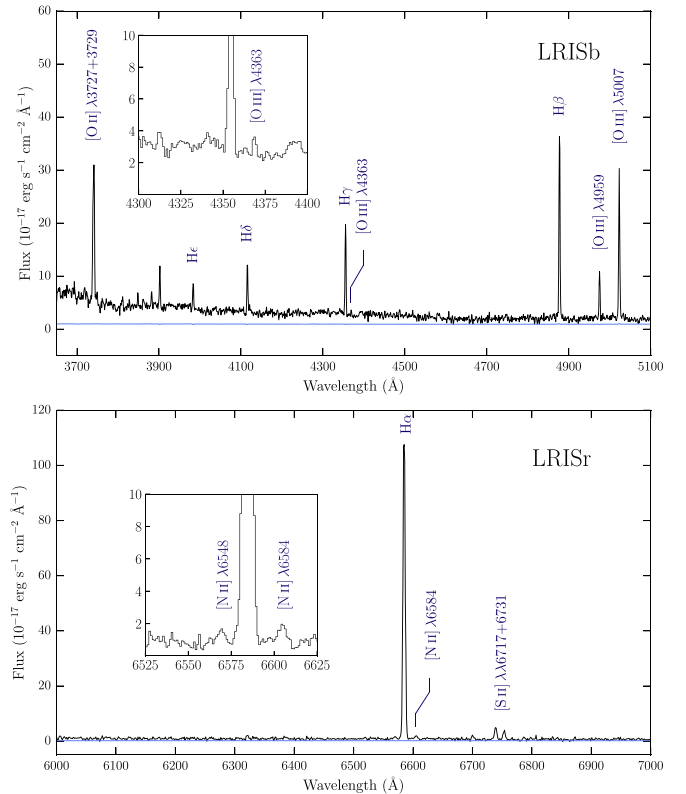 LRISb
Flux (10⁻¹⁷ erg s⁻¹ cm⁻² Å⁻¹)
60
50
40
30
20
10
0
[O II] λ3727+3729
Hϵ
Hδ
Hγ
[O III] λ4363
Hβ
[O III] λ4959
[O III] λ5007
10
8
6
4
2
[O III] λ4363
4300 4325 4350 4375 4400
3700 3900 4100 4300 4500 4700 4900 5100
Wavelength (Å)
LRISr
Flux (10⁻¹⁷ erg s⁻¹ cm⁻² Å⁻¹)
120
100
80
60
40
20
0
Hα
[N II] λ6584
[S II] λλ6717+6731
10
8
6
4
2
[N II] λ6548
[N II] λ6584
6525 6550 6575 6600 6625
6000 6100 6200 6300 6400 6500 6600 6700 6800 6900 7000
Wavelength (Å)